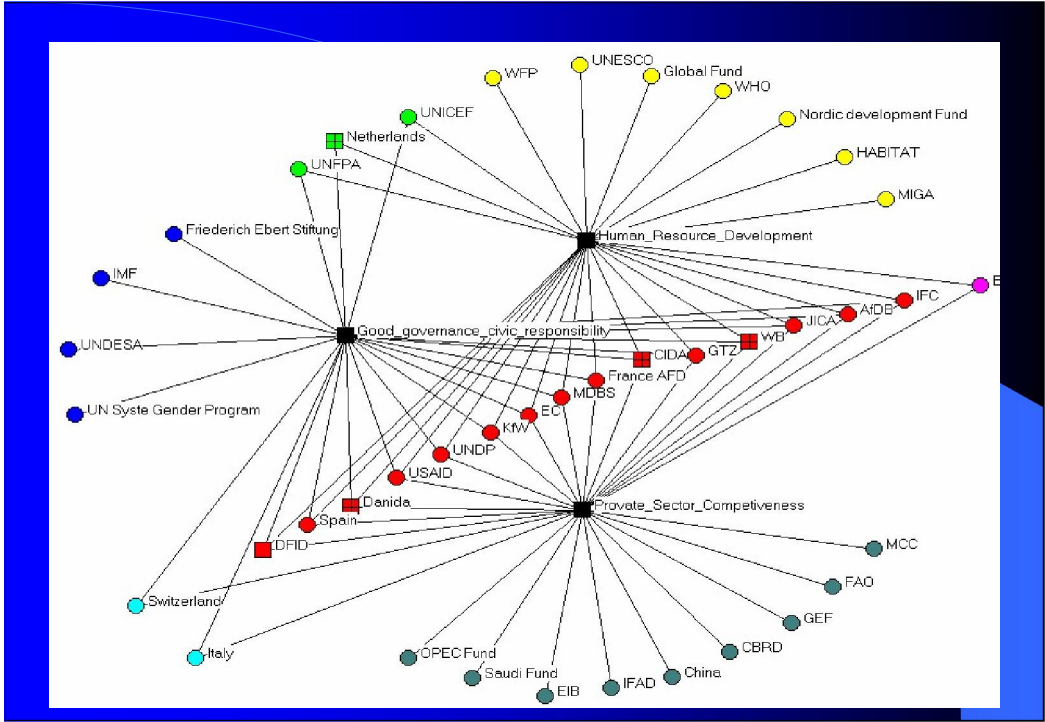 UNESCO
WFP
Global Fund
WHO
UNICEF
Nordic development Fund
Netherlands
HABITAT
UNFPA
MIGA
Friederich Ebert Stiftung
Human_Resource_Development
IMF
IFC
AfDB
JICA
Good_governance_civic_responsibility
WB
UNDESA
GTZ
CIDA
France AFD
MDBS
UN Syste Gender Program
EC
KfW
UNDP
USAID
Danida
Provate_Sector_Competiveness
Spain
DFID
MCC
FAO
Switzerland
GEF
CBRD
Italy
OPEC Fund
China
Saudi Fund
IFAD
EIB